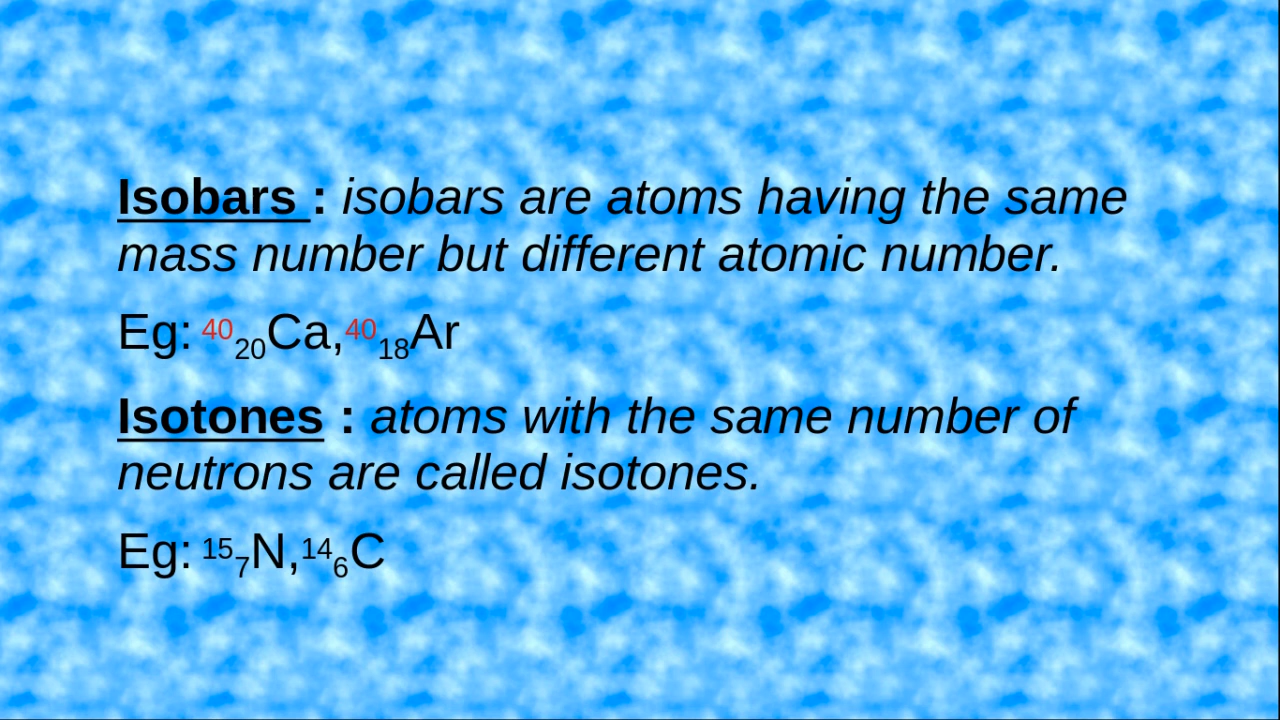 Isobars : isobars are atoms having the same
mass number but different atomic number.
Eg: ⁴⁰₂₀Ca,⁴⁰₁₈Ar
Isotones : atoms with the same number of
neutrons are called isotones.
Eg: ¹⁵₇N,¹⁴₆C